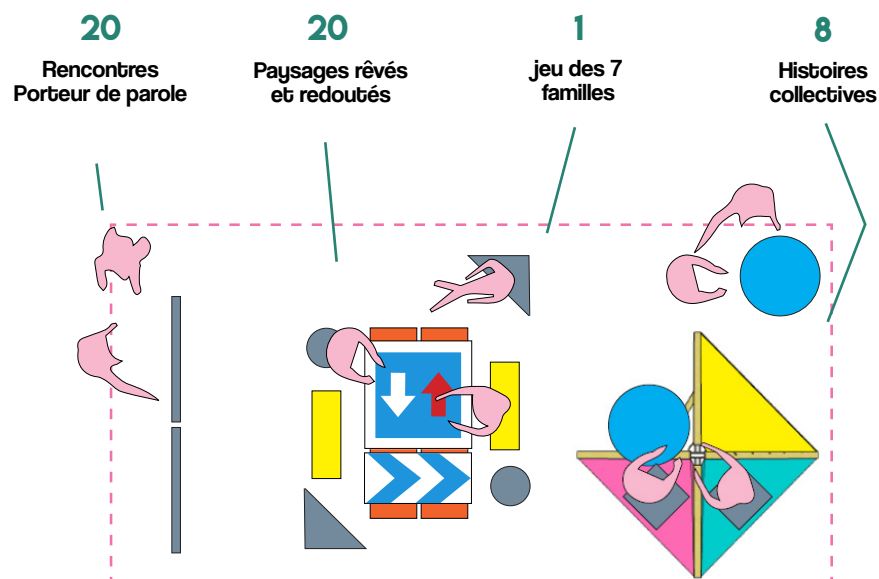 20
Rencontres
Porteur de parole
20
Paysages rêvés
et redoutés
1
jeu des 7
familles
8
Histoires
collectives